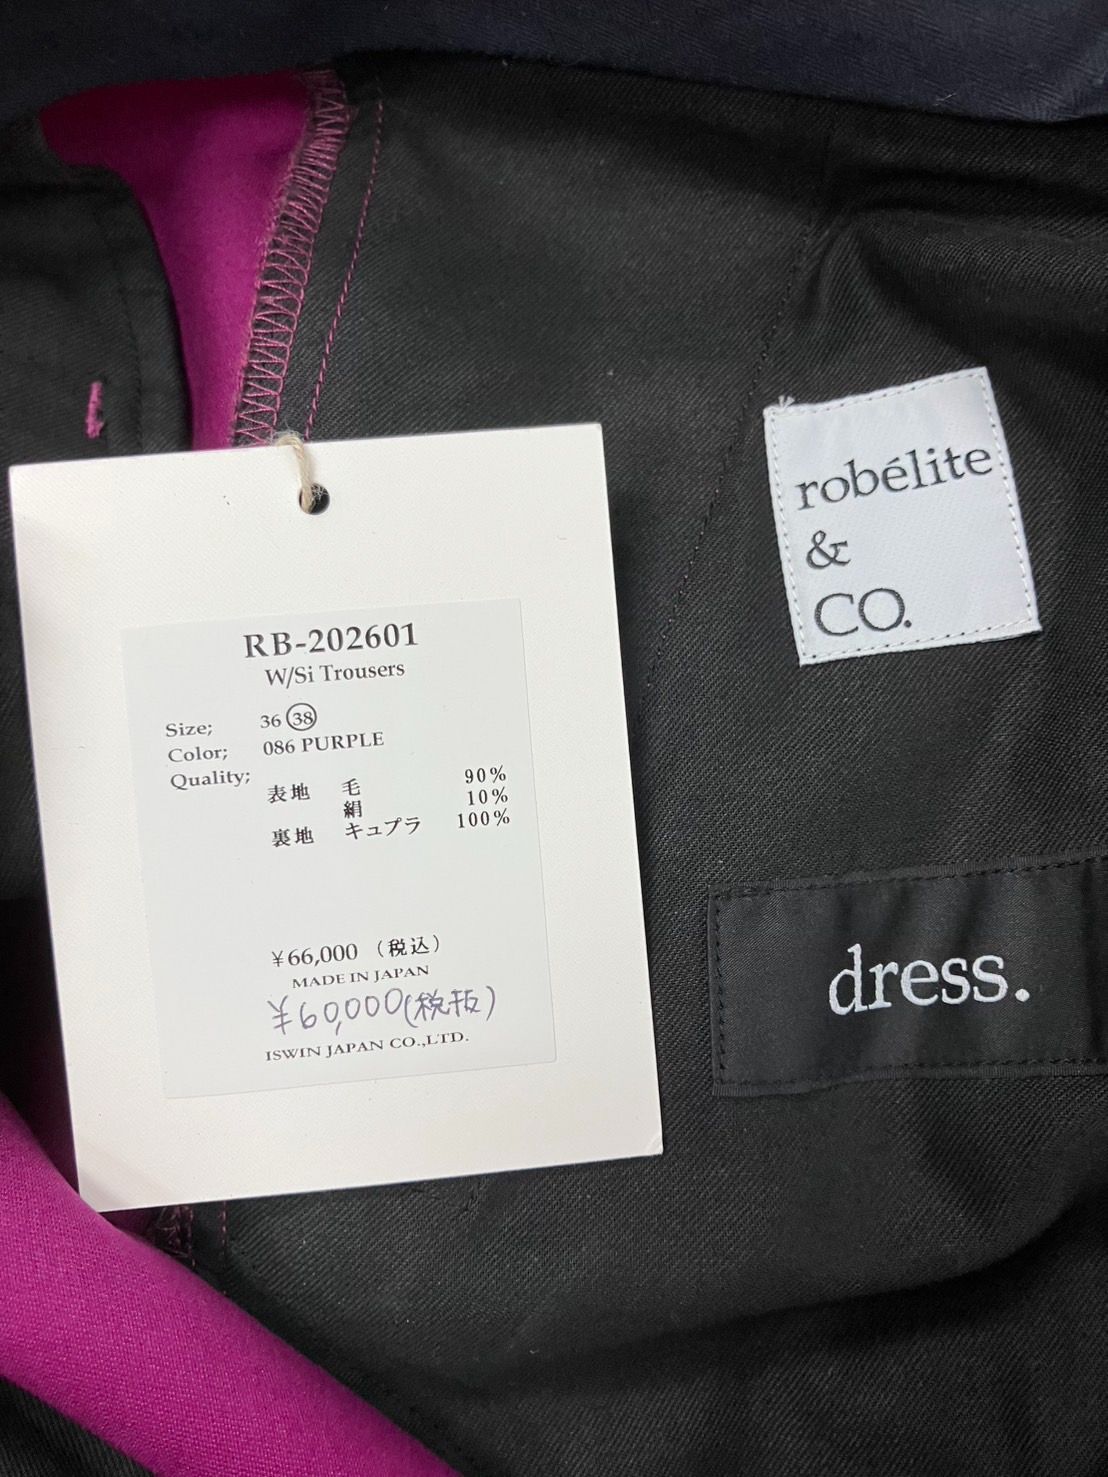 RB-202601
W/Si Trousers
Size; 36 38
Color; 086 PURPLE
Quality;
表地 毛 90%
絹 10%
裏地 キュプラ 100%
¥66,000 (税込)
MADE IN JAPAN
¥60,000(税抜)
ISWIN JAPAN CO.,LTD.
robélite
&
CO.
dress.